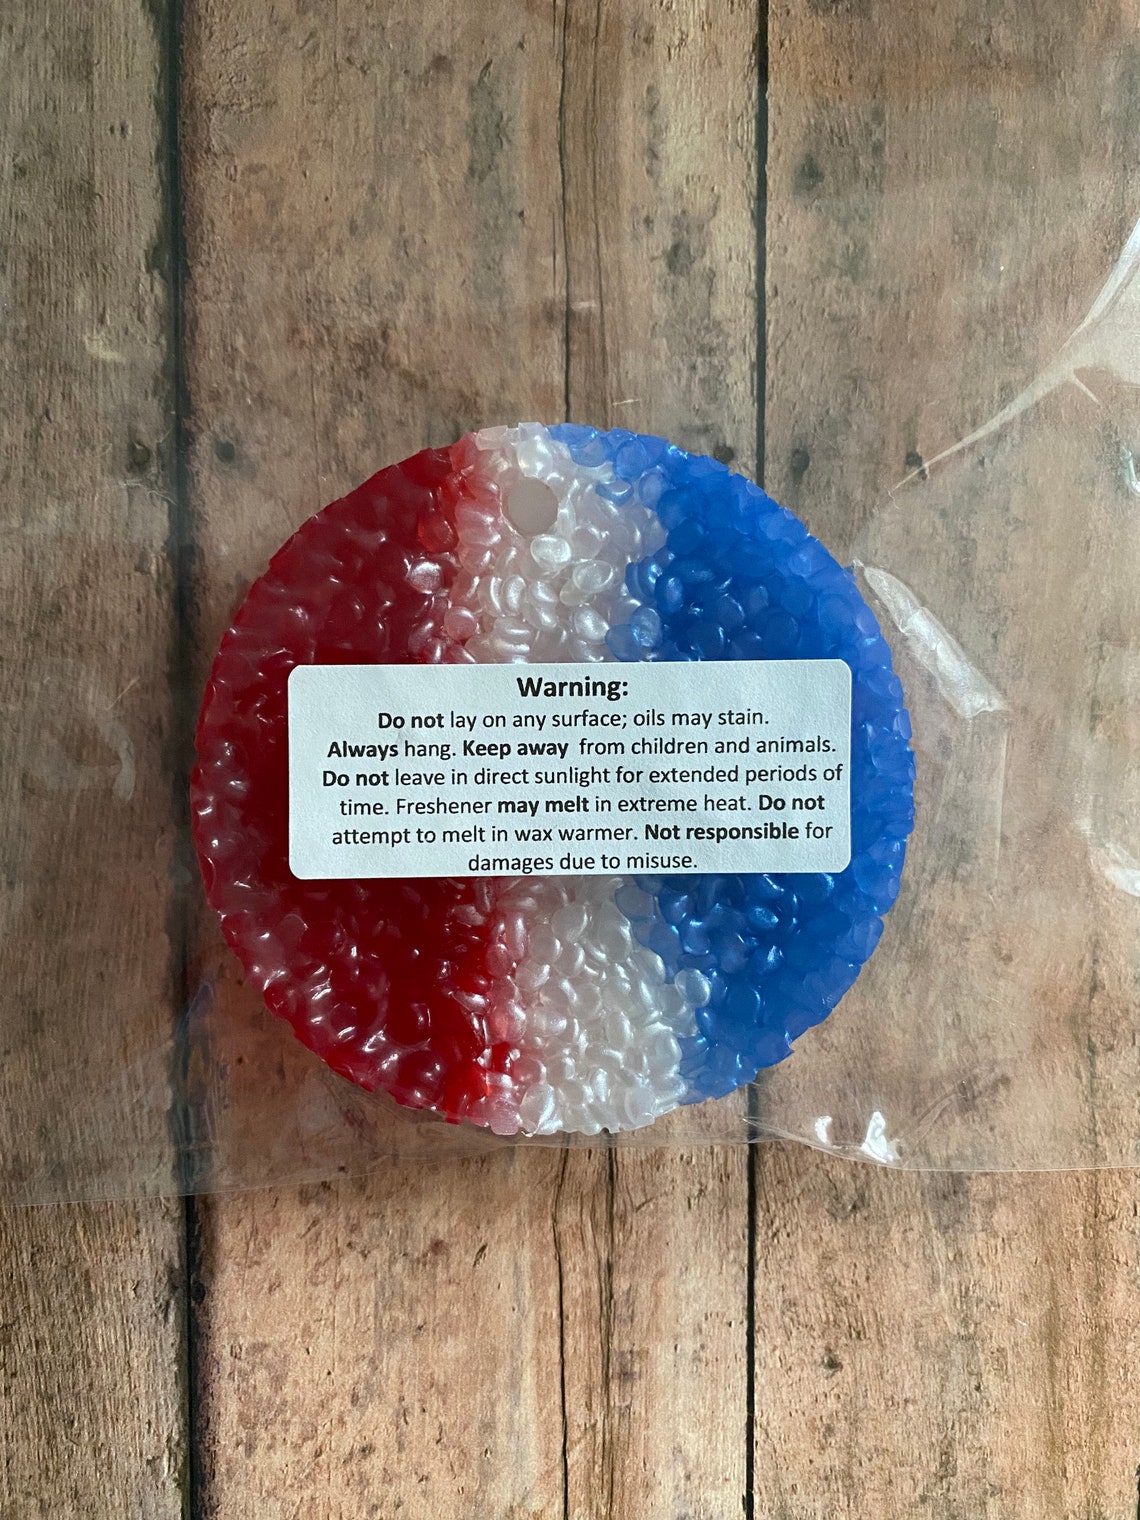 Warning:
Do not lay on any surface; oils may stain.
Always hang. Keep away from children and animals.
Do not leave in direct sunlight for extended periods of
time. Freshener may melt in extreme heat. Do not
attempt to melt in wax warmer. Not responsible for
damages due to misuse.